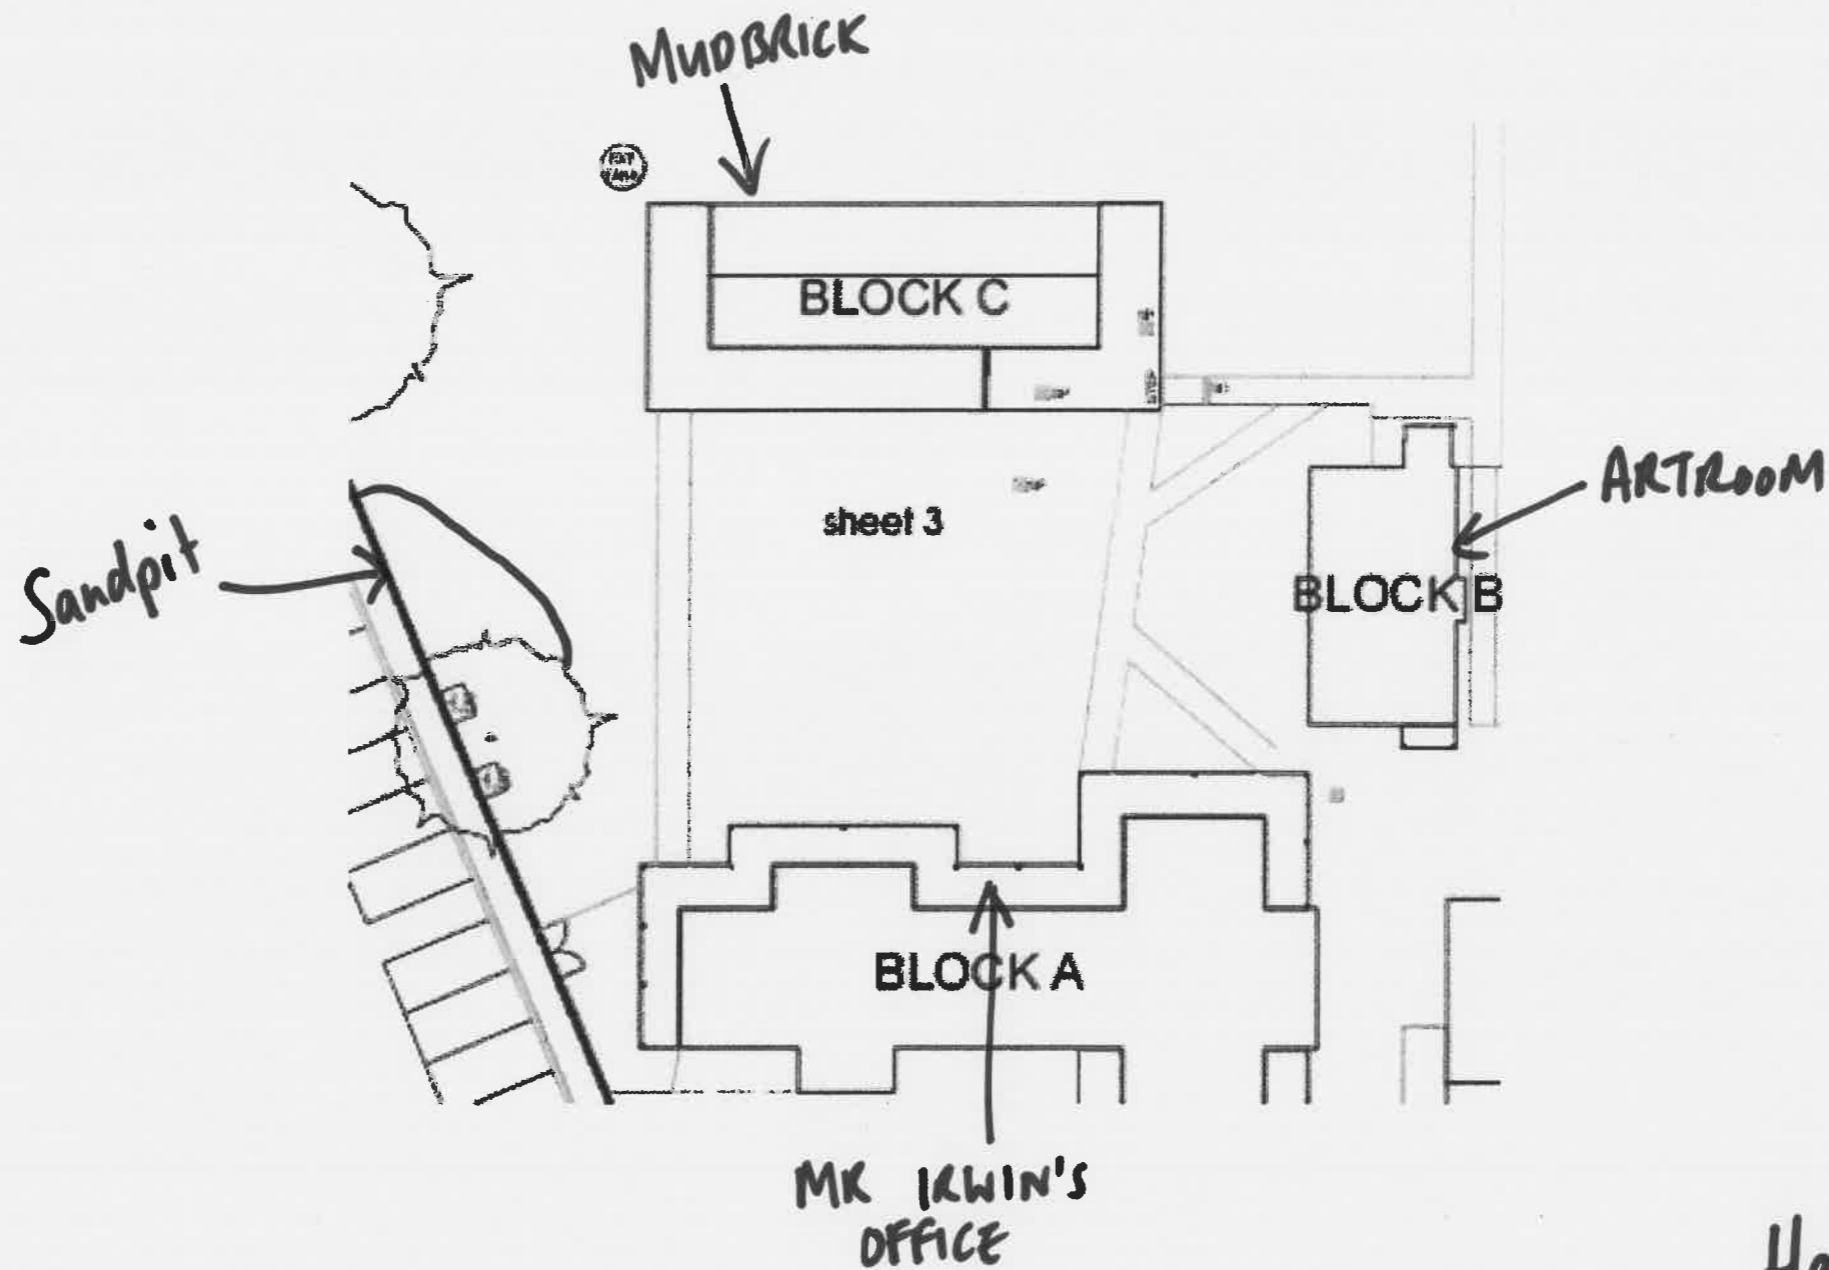 MUDBRICK
BLOCK C
sheet 3
ARTROOM
Sandpit
BLOCK B
BLOCK A
MR IRWIN'S
OFFICE